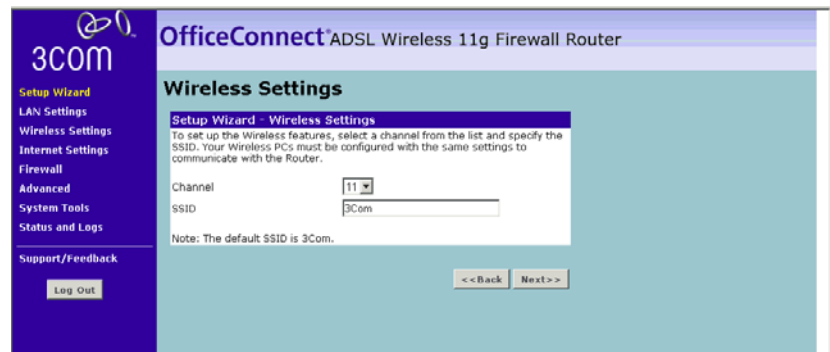 3COM
OfficeConnect® ADSL Wireless 11g Firewall Router
Setup Wizard
LAN Settings
Wireless Settings
Internet Settings
Firewall
Advanced
System Tools
Status and Logs
Support/Feedback
Log Out
Wireless Settings
Setup Wizard - Wireless Settings
To set up the Wireless features, select a channel from the list and specify the
SSID. Your Wireless PCs must be configured with the same settings to
communicate with the Router.
Channel
11
SSID
3Com
Note: The default SSID is 3Com.
<<Back
Next>>